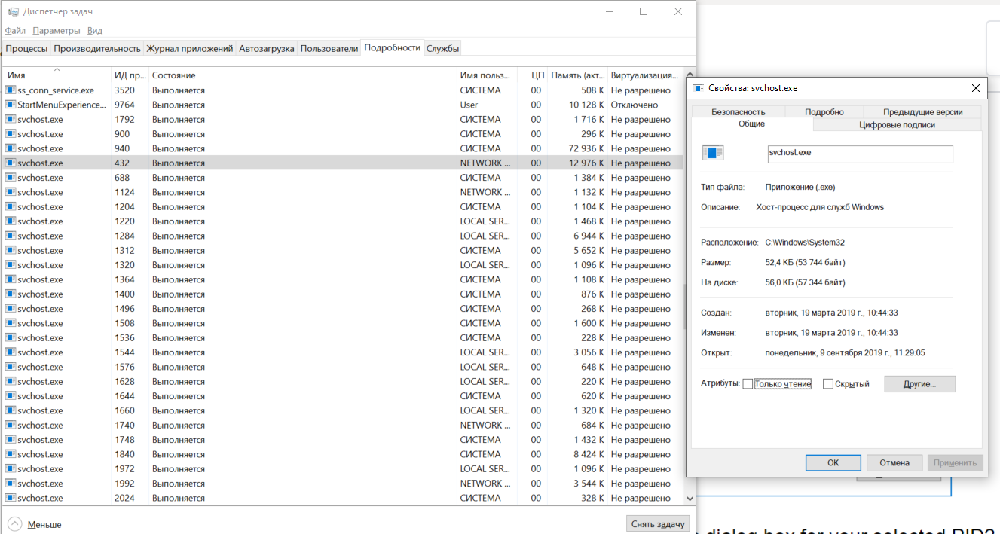 Диспетчер задач
Файл Параметры Вид
Процессы Производительность Журнал приложений Автозагрузка Пользователи Подробности Службы
Имя ИД пр... Состояние Имя польз... ЦП Память (акт... Виртуализация...
ss_conn_service.exe 3520 Выполняется СИСТЕМА 00 508 K Не разрешено
StartMenuExperience... 9764 Выполняется User 00 10 128 K Отключено
svchost.exe 1792 Выполняется СИСТЕМА 00 1 716 K Не разрешено
svchost.exe 900 Выполняется СИСТЕМА 00 296 K Не разрешено
svchost.exe 940 Выполняется СИСТЕМА 00 72 936 K Не разрешено
svchost.exe 432 Выполняется NETWORK ... 00 12 976 K Не разрешено
svchost.exe 688 Выполняется СИСТЕМА 00 1 384 K Не разрешено
svchost.exe 1124 Выполняется NETWORK ... 00 1 132 K Не разрешено
svchost.exe 1204 Выполняется СИСТЕМА 00 1 104 K Не разрешено
svchost.exe 1220 Выполняется LOCAL SER... 00 1 468 K Не разрешено
svchost.exe 1284 Выполняется LOCAL SER... 00 6 944 K Не разрешено
svchost.exe 1312 Выполняется СИСТЕМА 00 5 652 K Не разрешено
svchost.exe 1320 Выполняется LOCAL SER... 00 1 096 K Не разрешено
svchost.exe 1364 Выполняется СИСТЕМА 00 1 108 K Не разрешено
svchost.exe 1400 Выполняется СИСТЕМА 00 876 K Не разрешено
svchost.exe 1496 Выполняется СИСТЕМА 00 268 K Не разрешено
svchost.exe 1508 Выполняется СИСТЕМА 00 1 600 K Не разрешено
svchost.exe 1536 Выполняется СИСТЕМА 00 228 K Не разрешено
svchost.exe 1544 Выполняется LOCAL SER... 00 3 056 K Не разрешено
svchost.exe 1576 Выполняется LOCAL SER... 00 648 K Не разрешено
svchost.exe 1628 Выполняется LOCAL SER... 00 220 K Не разрешено
svchost.exe 1644 Выполняется СИСТЕМА 00 620 K Не разрешено
svchost.exe 1660 Выполняется LOCAL SER... 00 1 320 K Не разрешено
svchost.exe 1740 Выполняется NETWORK ... 00 684 K Не разрешено
svchost.exe 1748 Выполняется СИСТЕМА 00 1 432 K Не разрешено
svchost.exe 1840 Выполняется СИСТЕМА 00 8 424 K Не разрешено
svchost.exe 1972 Выполняется LOCAL SER... 00 1 096 K Не разрешено
svchost.exe 1992 Выполняется NETWORK ... 00 3 544 K Не разрешено
svchost.exe 2024 Выполняется СИСТЕМА 00 328 K Не разрешено
Меньше Снять задачу
Свойства: svchost.exe
Безопасность Подробно Предыдущие версии
Общие Цифровые подписи
svchost.exe
Тип файла: Приложение (.exe)
Описание: Хост-процесс для служб Windows
Расположение: C:\Windows\System32
Размер: 52,4 КБ (53 744 байт)
На диске: 56,0 КБ (57 344 байт)
Создан: вторник, 19 марта 2019 г., 10:44:33
Изменен: вторник, 19 марта 2019 г., 10:44:33
Открыт: понедельник, 9 сентября 2019 г., 11:29:05
Атрибуты: Только чтение Скрытый Другие...
ОК Отмена Применить
dialog box for your selected PID?